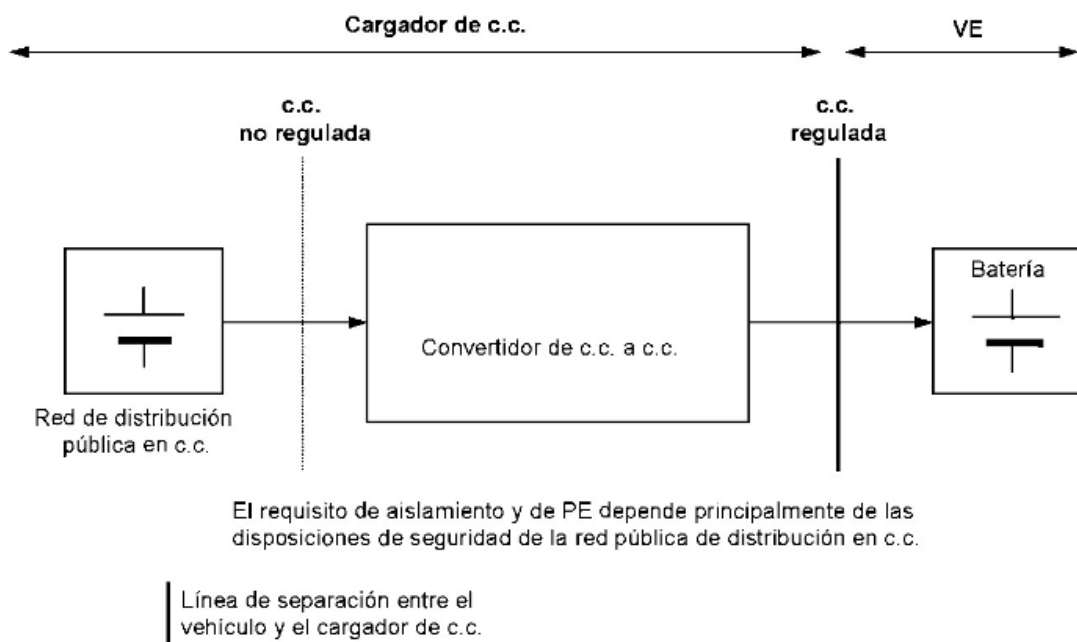 Cargador de c.c.
VE
c.c.
no regulada
c.c.
regulada
Batería
Convertidor de c.c. a c.c.
Red de distribución
pública en c.c.
El requisito de aislamiento y de PE depende principalmente de las
disposiciones de seguridad de la red pública de distribución en c.c.
Línea de separación entre el
vehículo y el cargador de c.c.